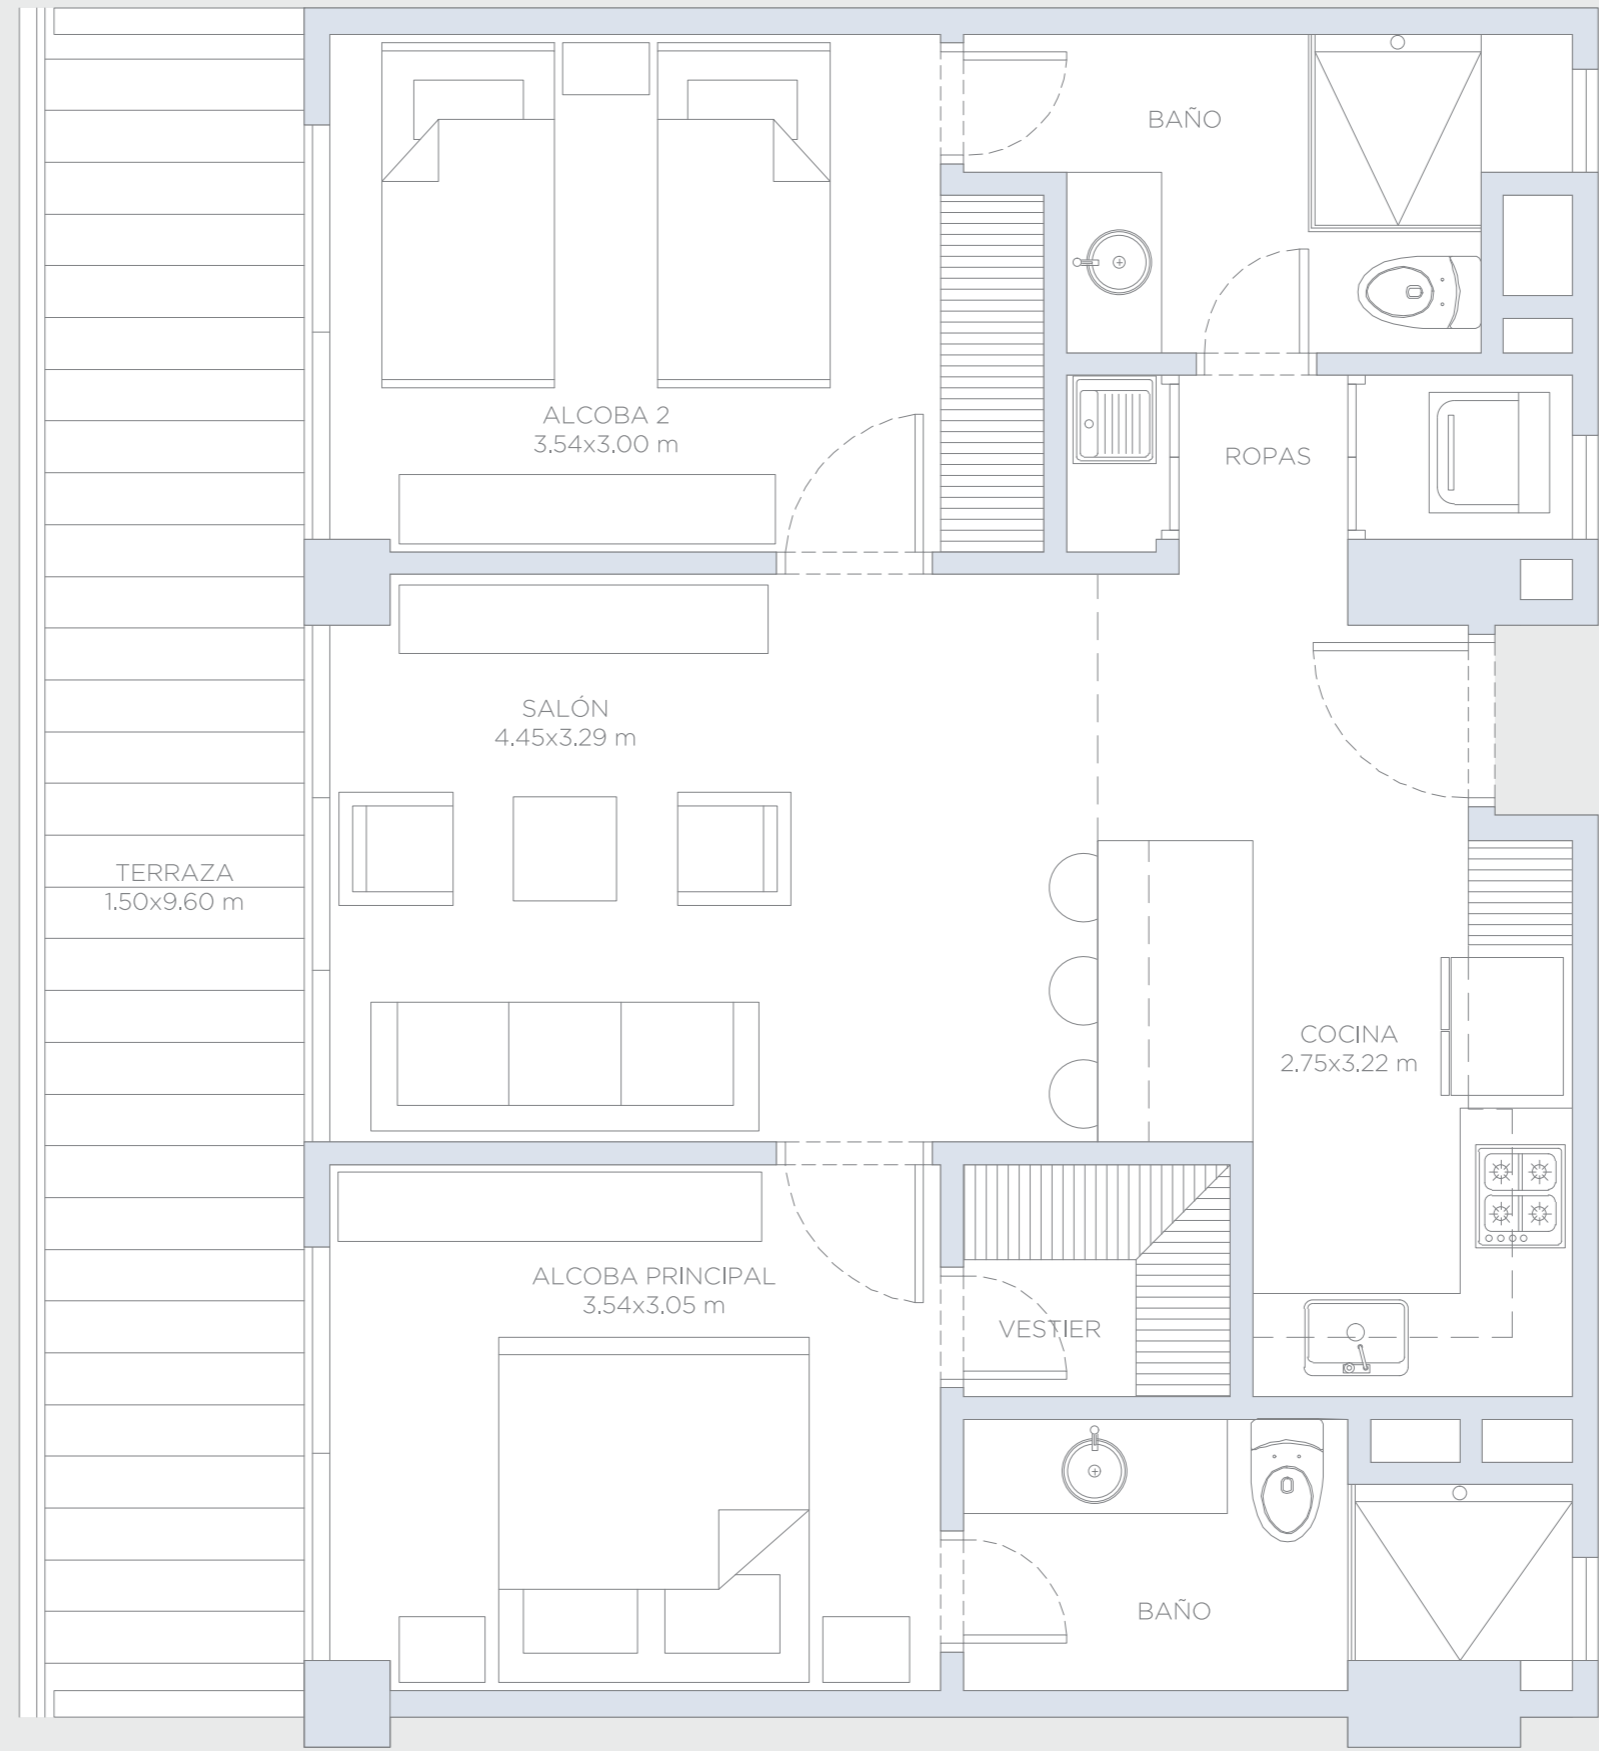 BAÑO
ALCOBA 2
3.54x3.00 m
ROPAS
SALÓN
4.45x3.29 m
TERRAZA
1.50x9.60 m
COCINA
2.75x3.22 m
ALCOBA PRINCIPAL
3.54x3.05 m
VESTIER
BAÑO